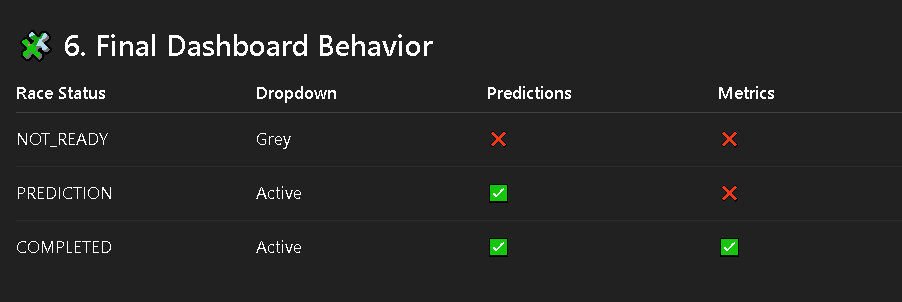 6. Final Dashboard Behavior
Race Status Dropdown Predictions Metrics
NOT_READY Grey ❌ ❌
PREDICTION Active ✅ ❌
COMPLETED Active ✅ ✅